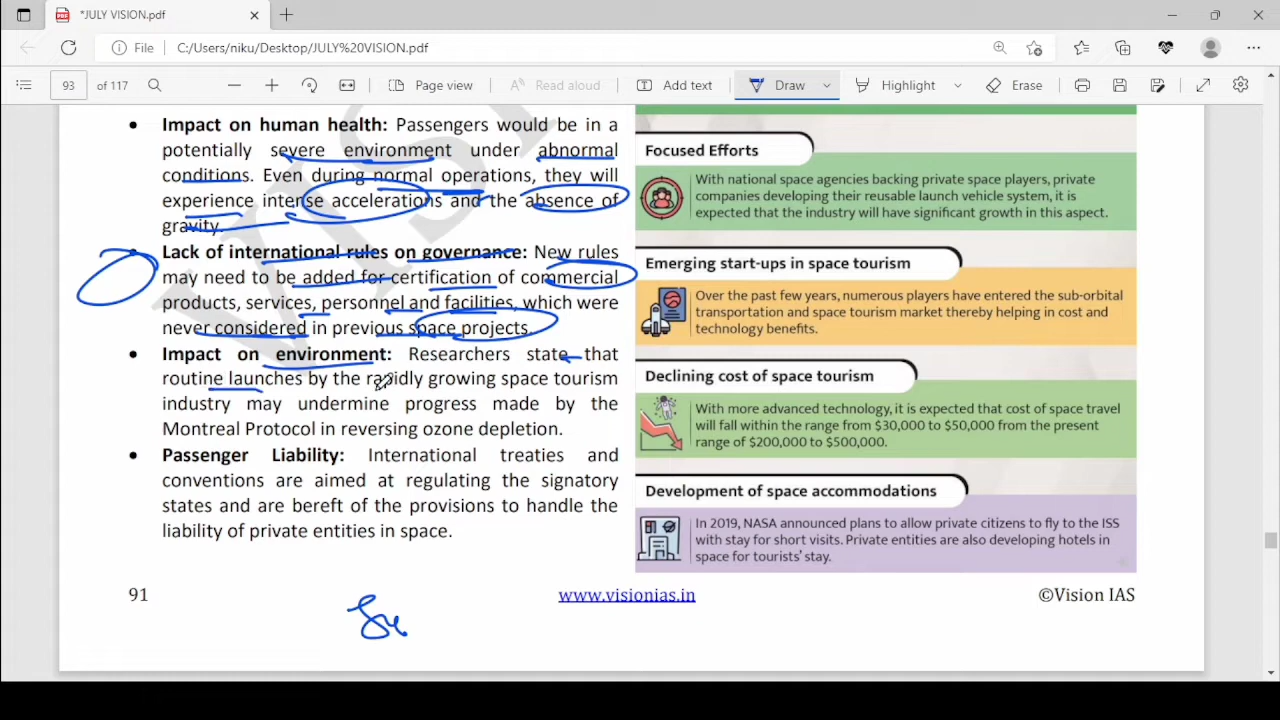 *JULY VISION.pdf
File
C:/Users/niku/Desktop/JULY%20VISION.pdf
93 of 117
Page view
Read aloud
Add text
Draw
Highlight
Erase
• Impact on human health: Passengers would be in a
potentially severe environment under abnormal
conditions. Even during normal operations, they will
experience intense accelerations and the absence of
gravity.
• Lack of international rules on governance: New rules
may need to be added for certification of commercial
products, services, personnel and facilities, which were
never considered in previous space projects.
• Impact on environment: Researchers state that
routine launches by the rapidly growing space tourism
industry may undermine progress made by the
Montreal Protocol in reversing ozone depletion.
• Passenger Liability: International treaties and
conventions are aimed at regulating the signatory
states and are bereft of the provisions to handle the
liability of private entities in space.
Focused Efforts
With national space agencies backing private space players, private
companies developing their reusable launch vehicle system, it is
expected that the industry will have significant growth in this aspect.
Emerging start-ups in space tourism
Over the past few years, numerous players have entered the sub-orbital
transportation and space tourism market thereby helping in cost and
technology benefits.
Declining cost of space tourism
With more advanced technology, it is expected that cost of space travel
will fall within the range from $30,000 to $50,000 from the present
range of $200,000 to $500,000.
Development of space accommodations
In 2019, NASA announced plans to allow private citizens to fly to the ISS
with stay for short visits. Private entities are also developing hotels in
space for tourists' stay.
91
www.visionias.in
©Vision IAS